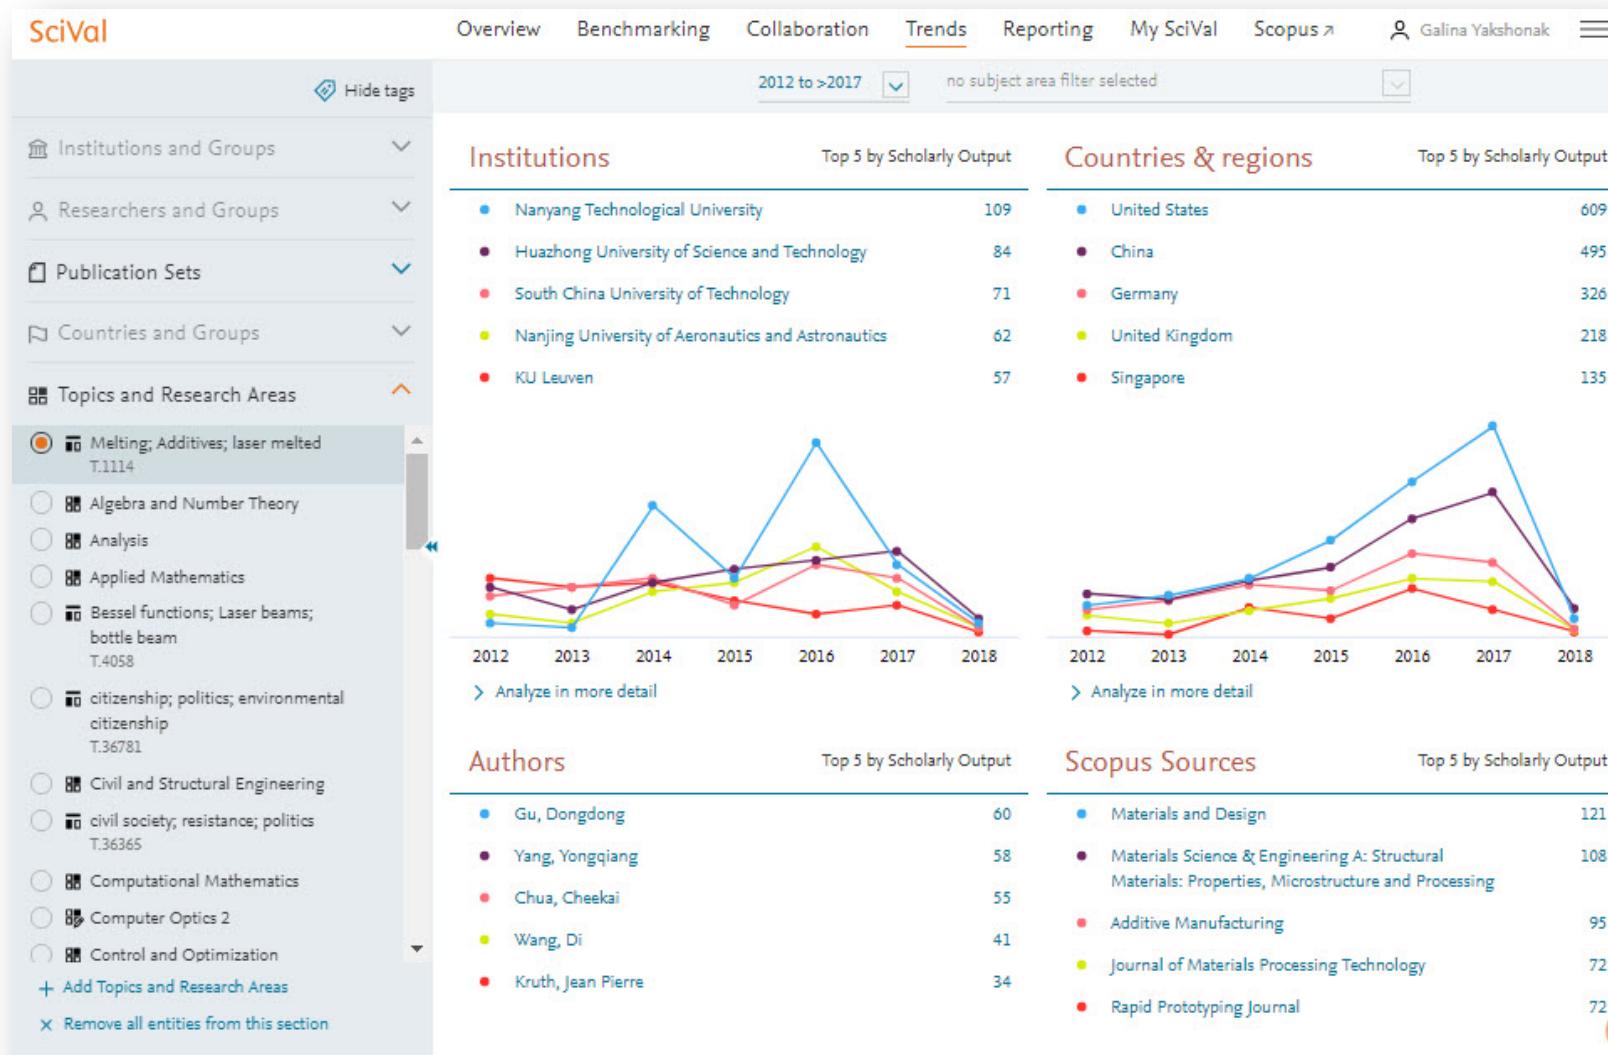 SciVal
Overview Benchmarking Collaboration Trends Reporting My SciVal Scopus Galina Yakshonak
Hide tags
Institutions and Groups
Researchers and Groups
Publication Sets
Countries and Groups
Topics and Research Areas
Melting; Additives; laser melted
T.1114
Algebra and Number Theory
Analysis
Applied Mathematics
Bessel functions; Laser beams;
bottle beam
T.4058
citizenship; politics; environmental
citizenship
T.36781
Civil and Structural Engineering
civil society; resistance; politics
T.36365
Computational Mathematics
Computer Optics 2
Control and Optimization
+ Add Topics and Research Areas
× Remove all entities from this section
2012 to >2017 no subject area filter selected
Institutions Top 5 by Scholarly Output
Nanyang Technological University 109
Huazhong University of Science and Technology 84
South China University of Technology 71
Nanjing University of Aeronautics and Astronautics 62
KU Leuven 57
2012 2013 2014 2015 2016 2017 2018
> Analyze in more detail
Countries & regions Top 5 by Scholarly Output
United States 609
China 495
Germany 326
United Kingdom 218
Singapore 135
2012 2013 2014 2015 2016 2017 2018
> Analyze in more detail
Authors Top 5 by Scholarly Output
Gu, Dongdong 60
Yang, Yongqiang 58
Chua, Cheekai 55
Wang, Di 41
Kruth, Jean Pierre 34
Scopus Sources Top 5 by Scholarly Output
Materials and Design 121
Materials Science & Engineering A: Structural 108
Materials: Properties, Microstructure and Processing
Additive Manufacturing 95
Journal of Materials Processing Technology 72
Rapid Prototyping Journal 72